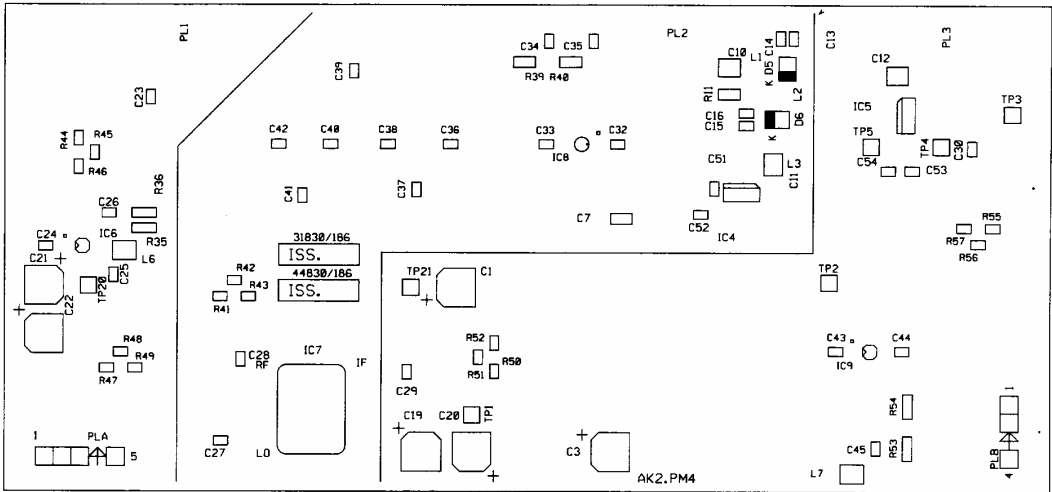 PL1
C34
C35
PL2
C10
L1
C14
K D5
C13
PL3
R39
R40
C39
C12
C23
R11
L2
IC5
TP3
C16
C15
K
D6
R44
R45
R46
C42
C40
C38
C36
C33
IC8
C32
TP5
TP4
C30
C54
C53
C51
L3
C11
R36
C41
C37
C26
C7
C52
IC4
C24
IC6
R35
31830/186
ISS.
R55
R57
R56
C21
+
L6
C25
TP20
44830/186
ISS.
R42
R41
R43
TP21
C1
+
TP2
C22
+
R48
R47
R49
C28
RF
IC7
IF
R52
R51
R50
C43
IC9
C44
C29
C19
+
C20
TP1
+
R54
1
1
PLA
5
C27
LO
C3
+
C45
R53
PLB
4
L7
AK2.PM4